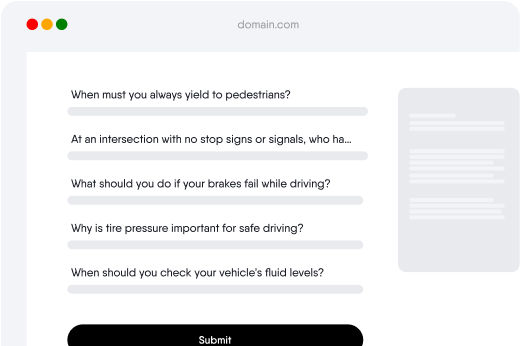 domain.com
When must you always yield to pedestrians?
At an intersection with no stop signs or signals, who ha...
What should you do if your brakes fail while driving?
Why is tire pressure important for safe driving?
When should you check your vehicle's fluid levels?
Submit